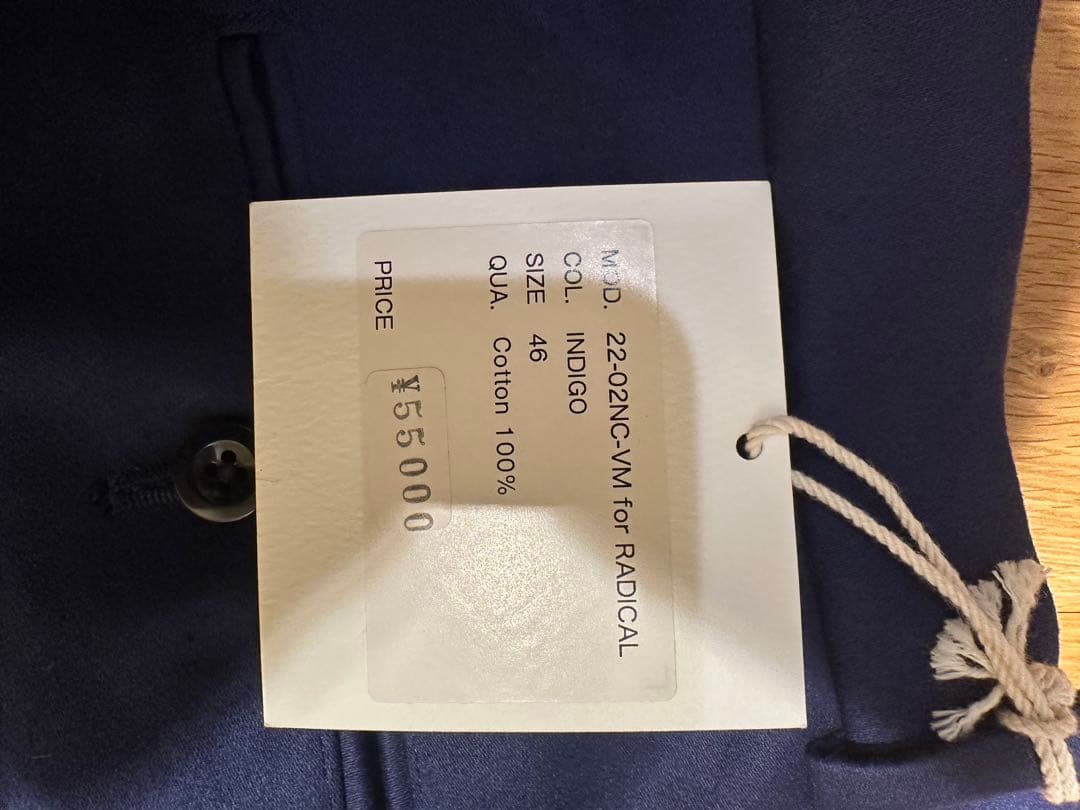 MOD. 22-02NC-VM for RADICAL
COL. INDIGO
SIZE 46
QUA. Cotton 100%
PRICE ¥55000